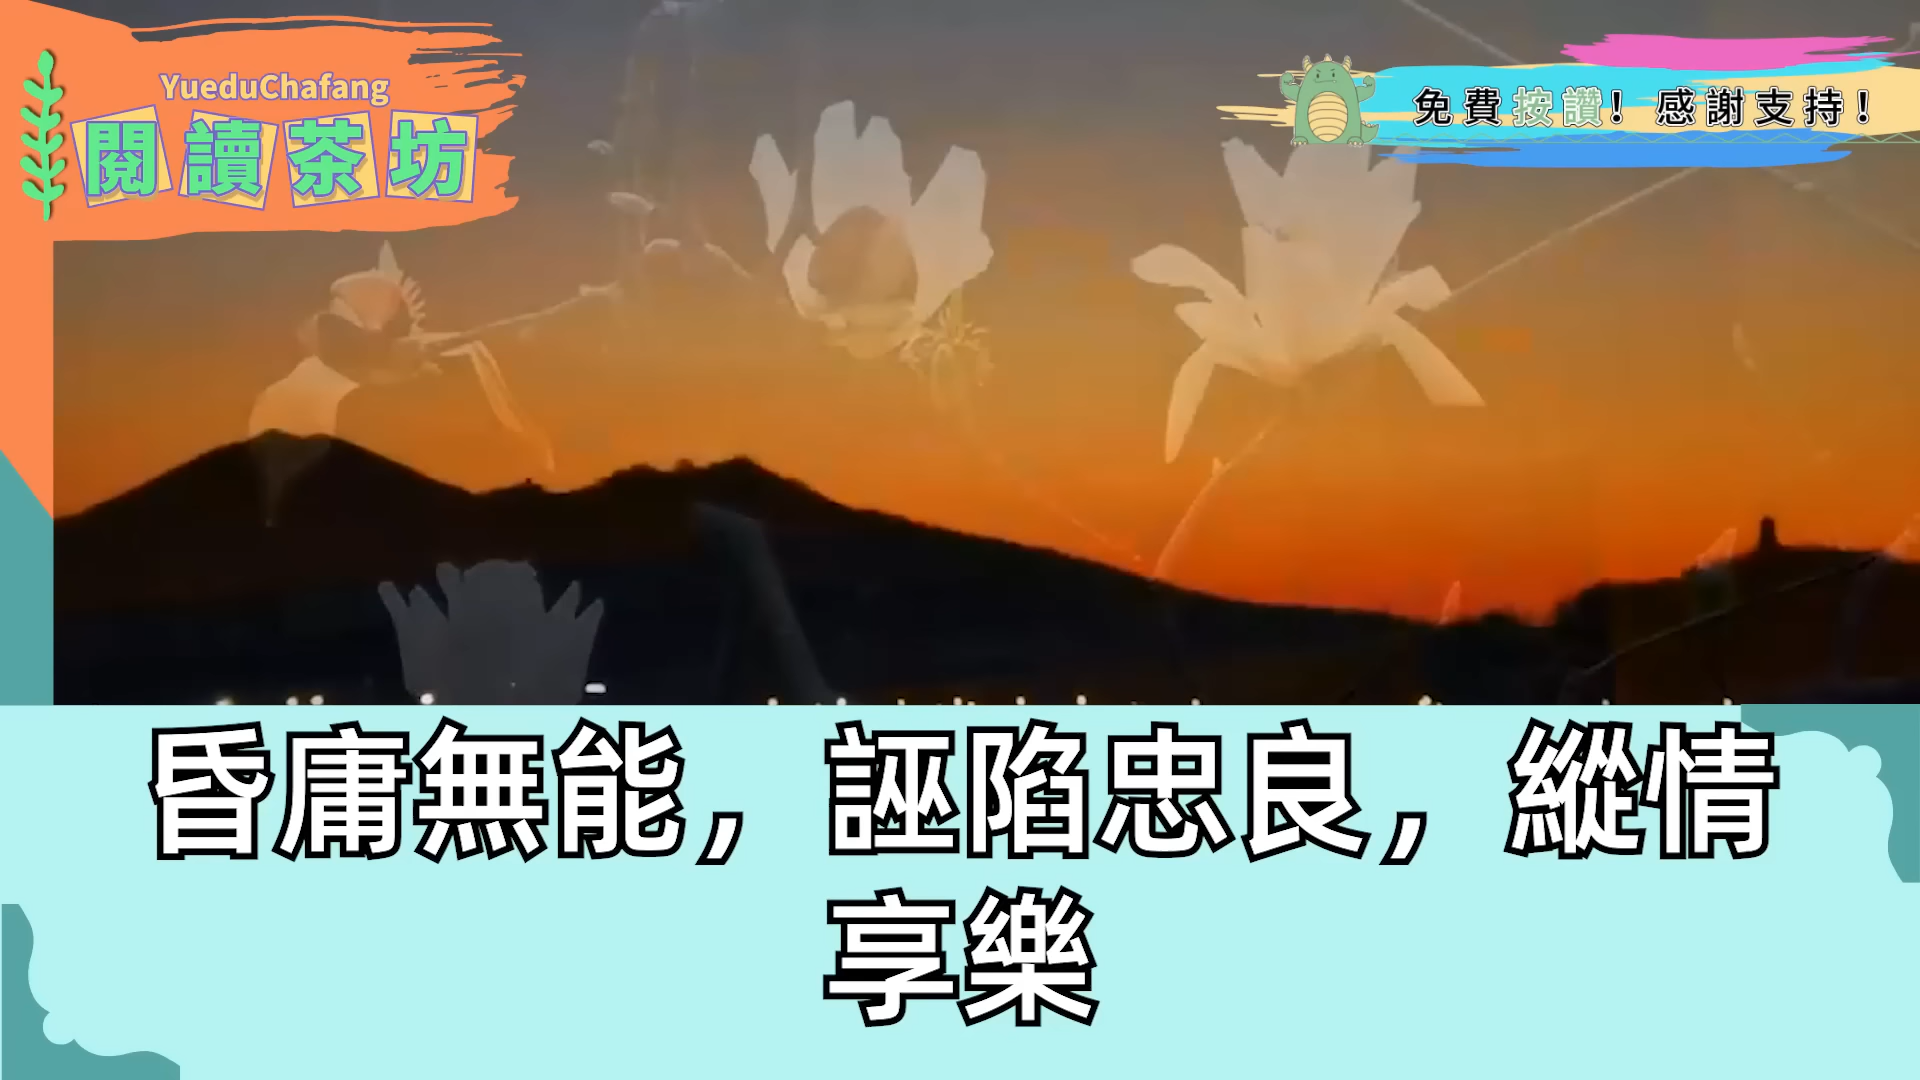 YueduChafang
閱讀茶坊
免費按讚！感謝支持！
昏庸無能，誣陷忠良，縱情
享樂